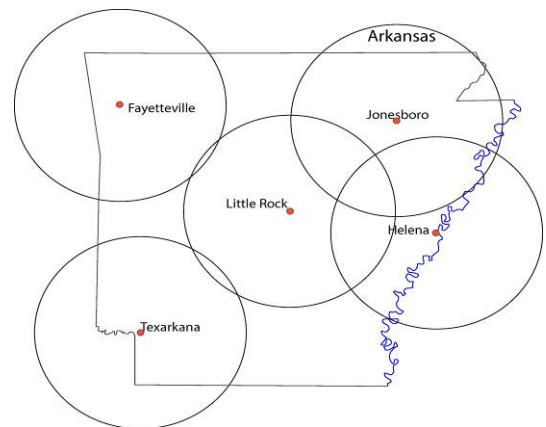 Arkansas
Fayetteville
Jonesboro
Little Rock
Helena
Texarkana